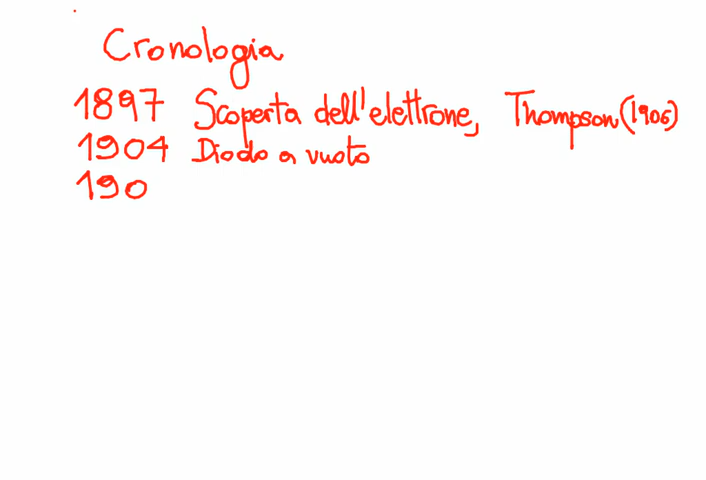 Cronologia
1897 Scoperta dell'elettrone, Thompson (1906)
1904 Diodo a vuoto
190